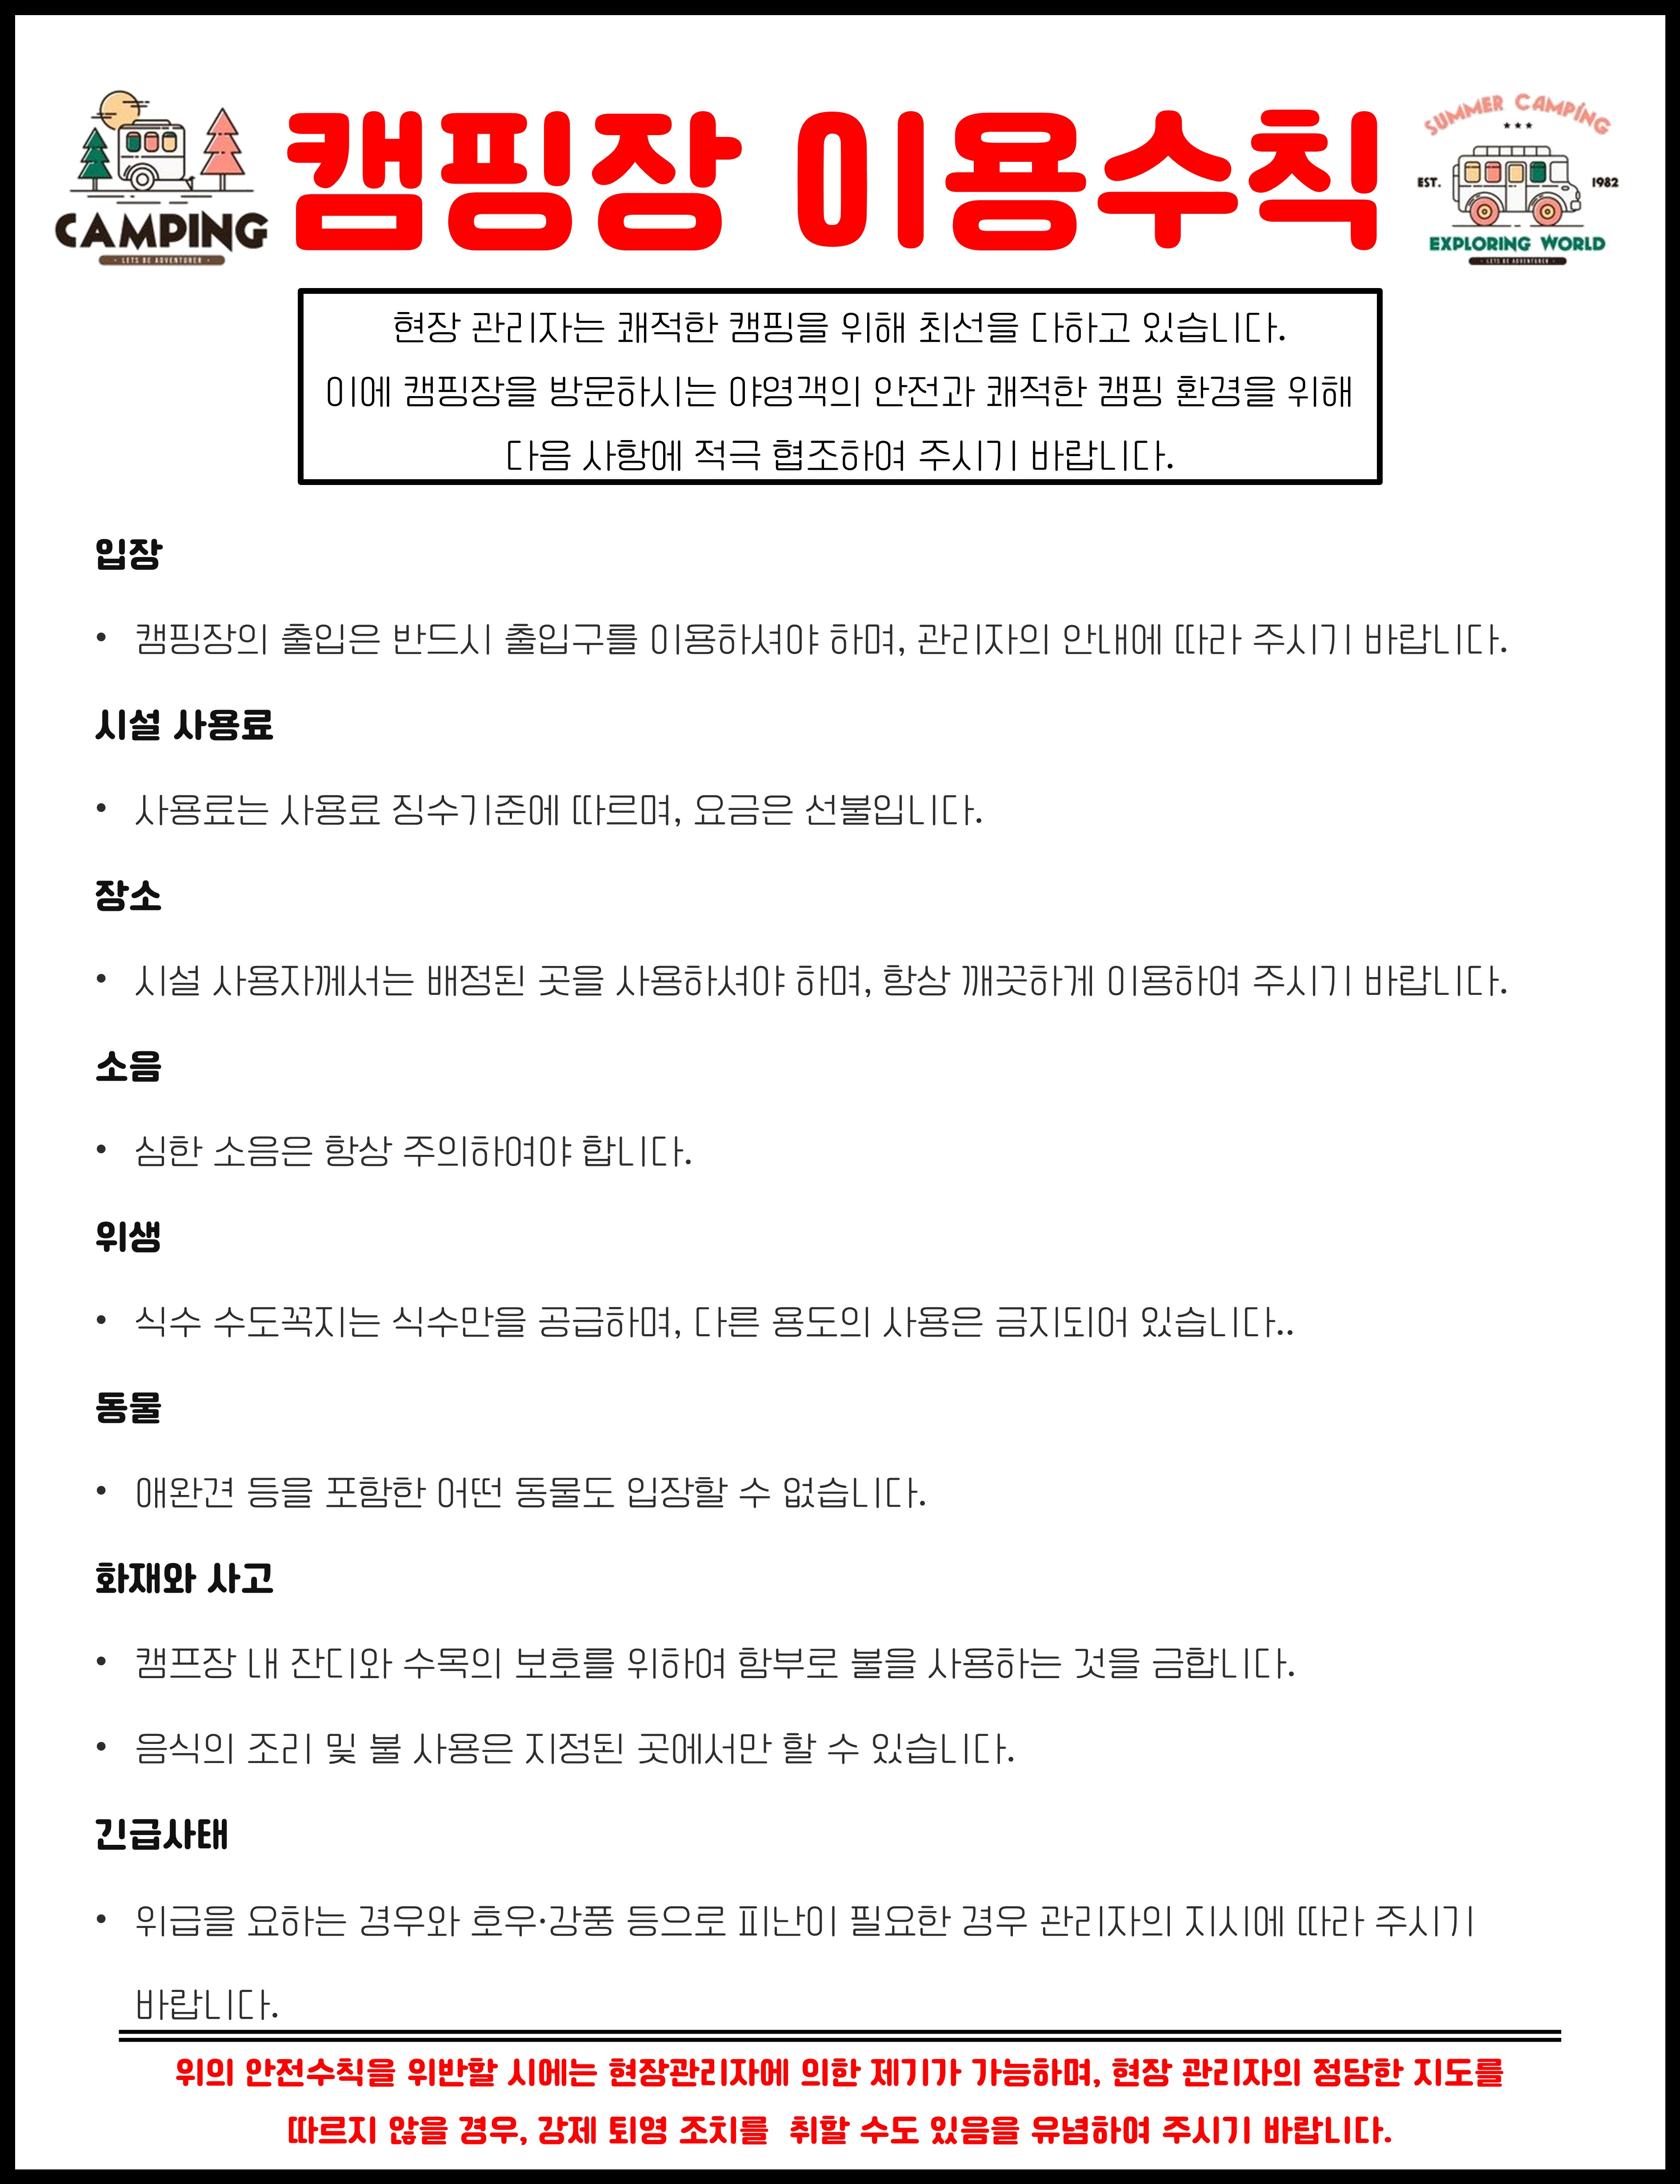 CAMPING
· LETS BE ADVENTURER ·
캠핑장 이용수칙
SUMMER CAMPING
EST. 1982
EXPLORING WORLD
· LETS BE ADVENTURER ·
현장 관리자는 쾌적한 캠핑을 위해 최선을 다하고 있습니다.
이에 캠핑장을 방문하시는 야영객의 안전과 쾌적한 캠핑 환경을 위해
다음 사항에 적극 협조하여 주시기 바랍니다.
입장
• 캠핑장의 출입은 반드시 출입구를 이용하셔야 하며, 관리자의 안내에 따라 주시기 바랍니다.
시설 사용료
• 사용료는 사용료 징수기준에 따르며, 요금은 선불입니다.
장소
• 시설 사용자께서는 배정된 곳을 사용하셔야 하며, 항상 깨끗하게 이용하여 주시기 바랍니다.
소음
• 심한 소음은 항상 주의하여야 합니다.
위생
• 식수 수도꼭지는 식수만을 공급하며, 다른 용도의 사용은 금지되어 있습니다..
동물
• 애완견 등을 포함한 어떤 동물도 입장할 수 없습니다.
화재와 사고
• 캠프장 내 잔디와 수목의 보호를 위하여 함부로 불을 사용하는 것을 금합니다.
• 음식의 조리 및 불 사용은 지정된 곳에서만 할 수 있습니다.
긴급사태
• 위급을 요하는 경우와 호우·강풍 등으로 피난이 필요한 경우 관리자의 지시에 따라 주시기
바랍니다.
위의 안전수칙을 위반할 시에는 현장관리자에 의한 제기가 가능하며, 현장 관리자의 정당한 지도를
따르지 않을 경우, 강제 퇴영 조치를 취할 수도 있음을 유념하여 주시기 바랍니다.